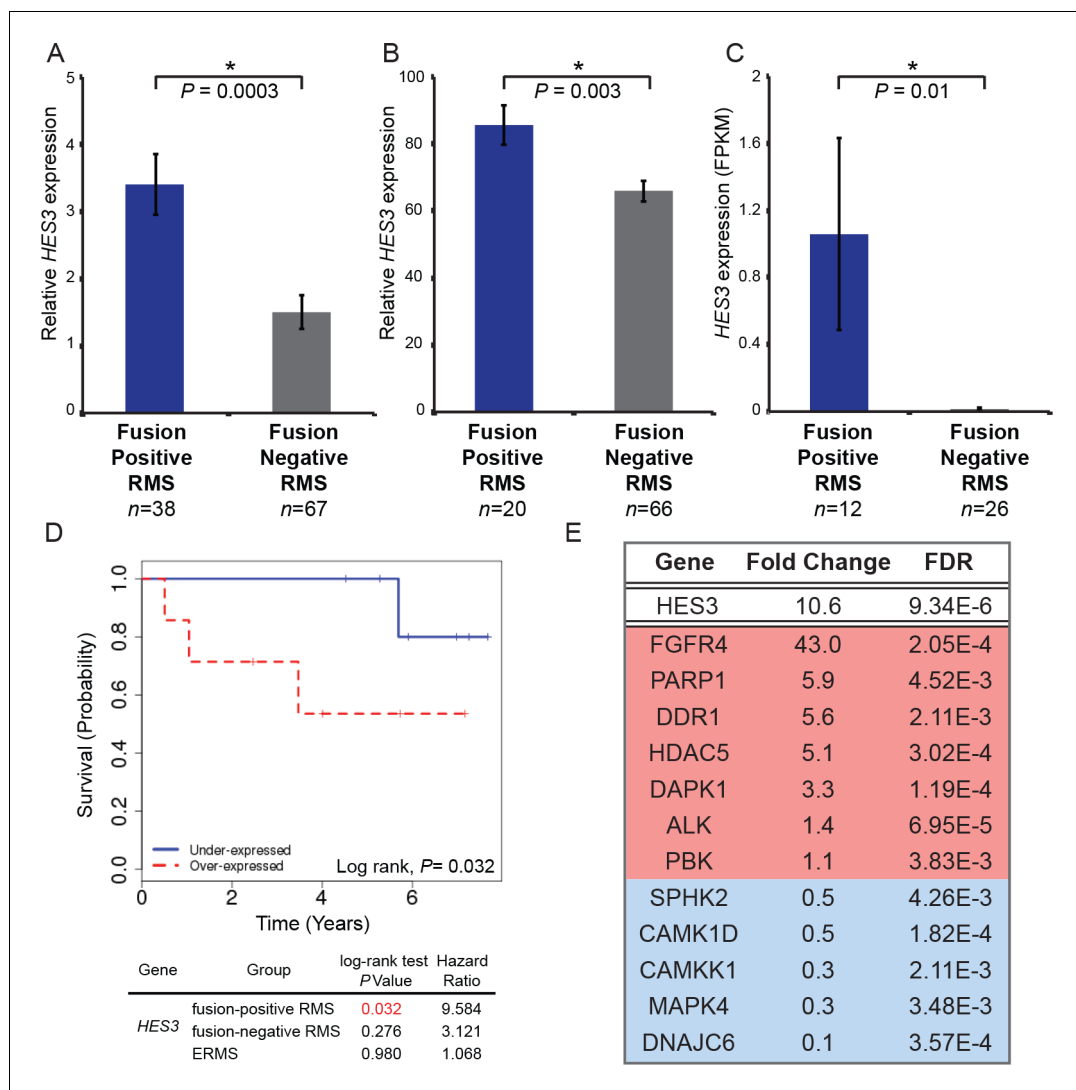 A
5
4
3
2
1
0
Relative HES3 expression
*
P = 0.0003
Fusion
Positive
RMS
n=38
Fusion
Negative
RMS
n=67
B
100
80
60
40
20
0
Relative HES3 expression
*
P = 0.003
Fusion
Positive
RMS
n=20
Fusion
Negative
RMS
n=66
C
2
1.6
1.2
0.8
0.4
0
HES3 expression (FPKM)
*
P = 0.01
Fusion
Positive
RMS
n=12
Fusion
Negative
RMS
n=26
D
1.0
0.8
0.6
0.4
0.2
0.0
Survival (Probability)
Under-expressed
Over-expressed
Log rank, P= 0.032
0 2 4 6
Time (Years)
Gene Group log-rank test P Value Hazard Ratio
HES3
fusion-positive RMS 0.032 9.584
fusion-negative RMS 0.276 3.121
ERMS 0.980 1.068
E
Gene Fold Change FDR
HES3 10.6 9.34E-6
FGFR4 43.0 2.05E-4
PARP1 5.9 4.52E-3
DDR1 5.6 2.11E-3
HDAC5 5.1 3.02E-4
DAPK1 3.3 1.19E-4
ALK 1.4 6.95E-5
PBK 1.1 3.83E-3
SPHK2 0.5 4.26E-3
CAMK1D 0.5 1.82E-4
CAMKK1 0.3 2.11E-3
MAPK4 0.3 3.48E-3
DNAJC6 0.1 3.57E-4